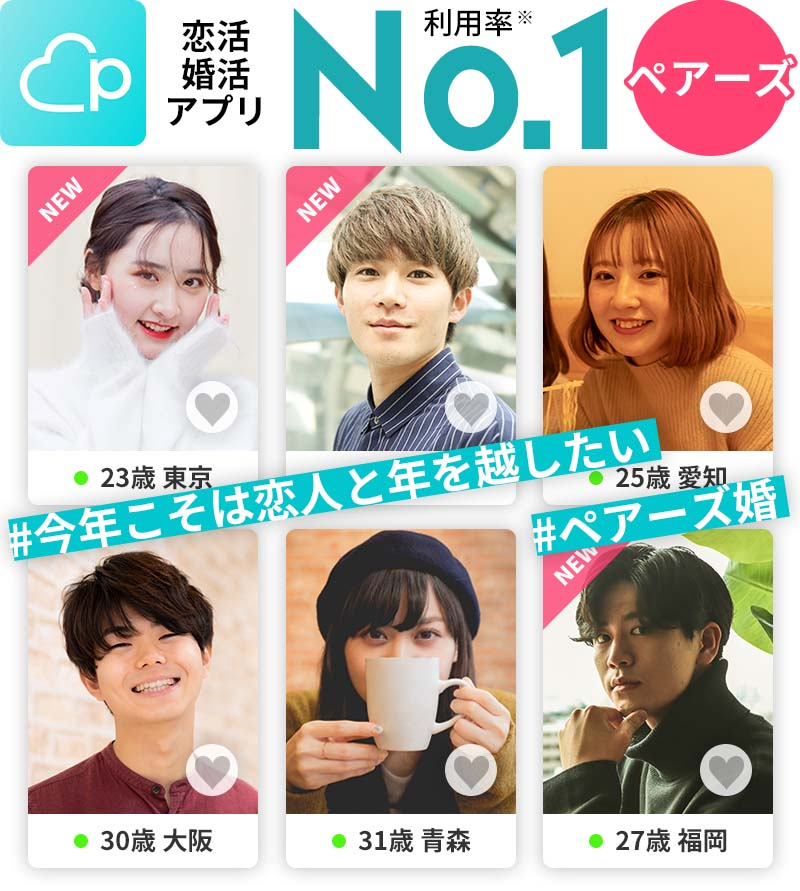 恋活
婚活
アプリ
利用率※
No.1
ペアーズ
p
NEW
NEW
23歳 東京
25歳 愛知
#今年こそは恋人と年を越したい
#ペアーズ婚
NEW
30歳 大阪
31歳 青森
27歳 福岡